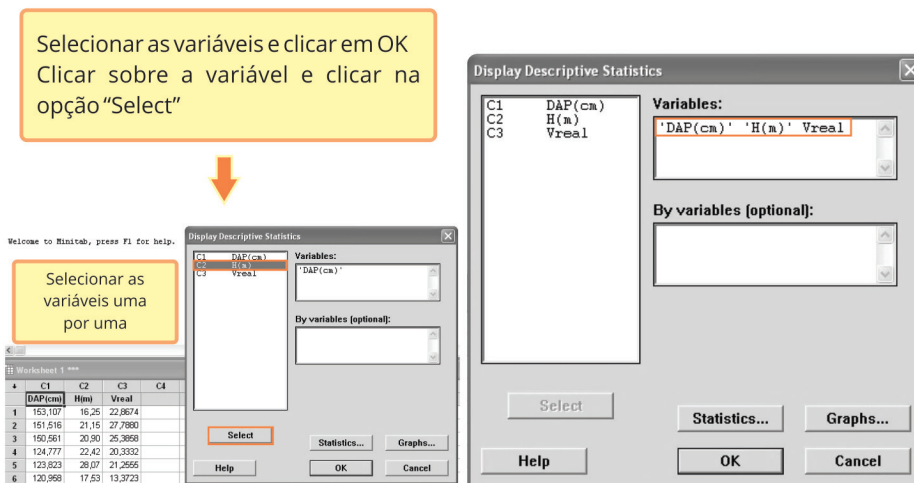 Selecionar as variáveis e clicar em OK
Clicar sobre a variável e clicar na
opção “Select”
Welcome to Minitab, press F1 for help.
Selecionar as
variáveis uma
por uma
Worksheet 1 ***
C1 C2 C3 C4
DAP(cm) H(m) Vreal
1 153,107 16,25 22,8674
2 151,516 21,15 27,7880
3 150,561 20,90 25,3858
4 124,777 22,42 20,3332
5 123,823 28,07 21,2555
6 120,958 17,53 13,3723
Display Descriptive Statistics
C1 DAP(cm)
C2 H(m)
C3 Vreal
Variables:
'DAP(cm)'
By variables (optional):
Select
Statistics... Graphs...
Help OK Cancel
Display Descriptive Statistics
C1 DAP(cm)
C2 H(m)
C3 Vreal
Variables:
'DAP(cm)' 'H(m)' Vreal
By variables (optional):
Select
Statistics... Graphs...
Help OK Cancel